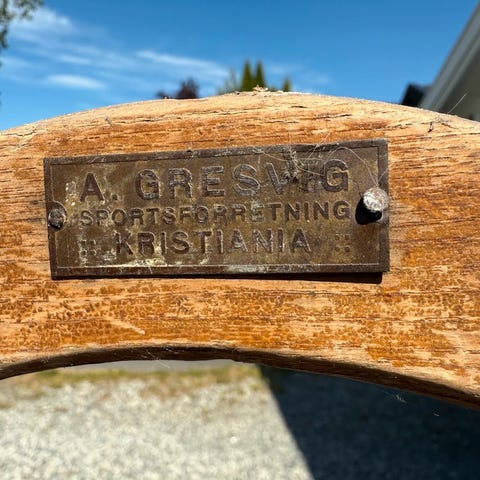 A. GRESVIG
SPORTSFORRETNING
:: KRISTIANIA ::